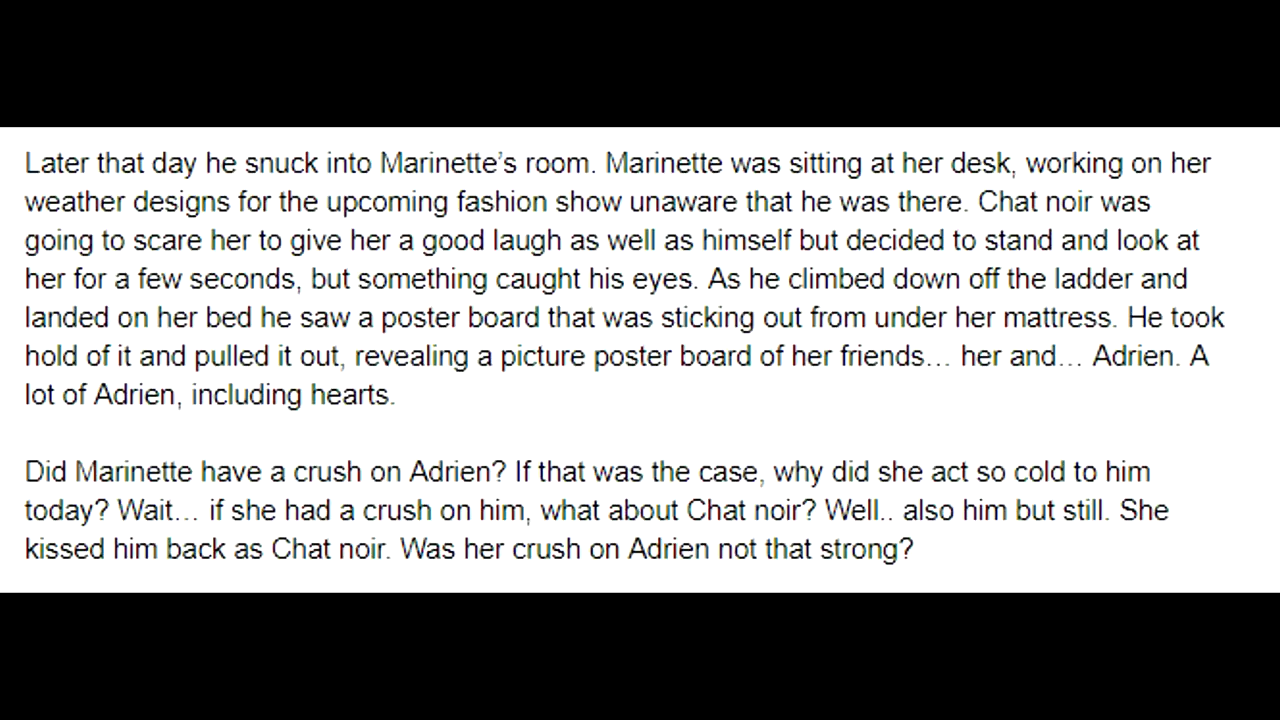 Later that day he snuck into Marinette’s room. Marinette was sitting at her desk, working on her
weather designs for the upcoming fashion show unaware that he was there. Chat noir was
going to scare her to give her a good laugh as well as himself but decided to stand and look at
her for a few seconds, but something caught his eyes. As he climbed down off the ladder and
landed on her bed he saw a poster board that was sticking out from under her mattress. He took
hold of it and pulled it out, revealing a picture poster board of her friends… her and… Adrien. A
lot of Adrien, including hearts.
Did Marinette have a crush on Adrien? If that was the case, why did she act so cold to him
today? Wait… if she had a crush on him, what about Chat noir? Well.. also him but still. She
kissed him back as Chat noir. Was her crush on Adrien not that strong?